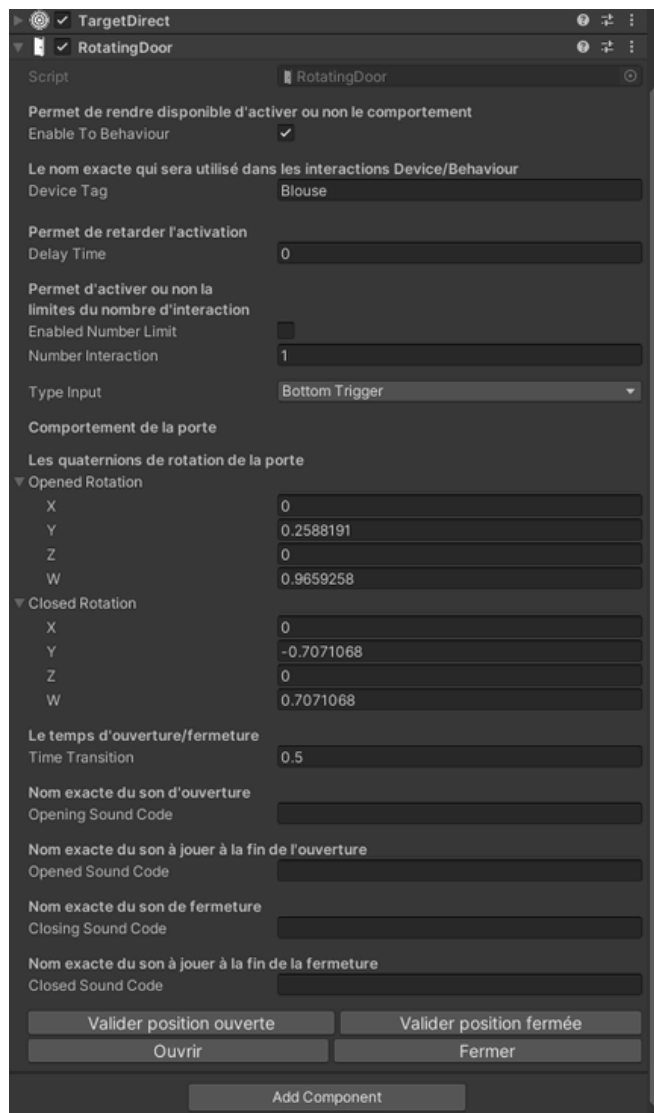 TargetDirect
RotatingDoor
Script RotatingDoor
Permet de rendre disponible d'activer ou non le comportement
Enable To Behaviour
Le nom exacte qui sera utilisé dans les interactions Device/Behaviour
Device Tag Blouse
Permet de retarder l'activation
Delay Time 0
Permet d'activer ou non la
limites du nombre d'interaction
Enabled Number Limit
Number Interaction 1
Type Input Bottom Trigger
Comportement de la porte
Les quaternions de rotation de la porte
Opened Rotation
X 0
Y 0.2588191
Z 0
W 0.9659258
Closed Rotation
X 0
Y -0.7071068
Z 0
W 0.7071068
Le temps d'ouverture/fermeture
Time Transition 0.5
Nom exacte du son d'ouverture
Opening Sound Code
Nom exacte du son à jouer à la fin de l'ouverture
Opened Sound Code
Nom exacte du son de fermeture
Closing Sound Code
Nom exacte du son à jouer à la fin de la fermeture
Closed Sound Code
Valider position ouverte Valider position fermée
Ouvrir Fermer
Add Component